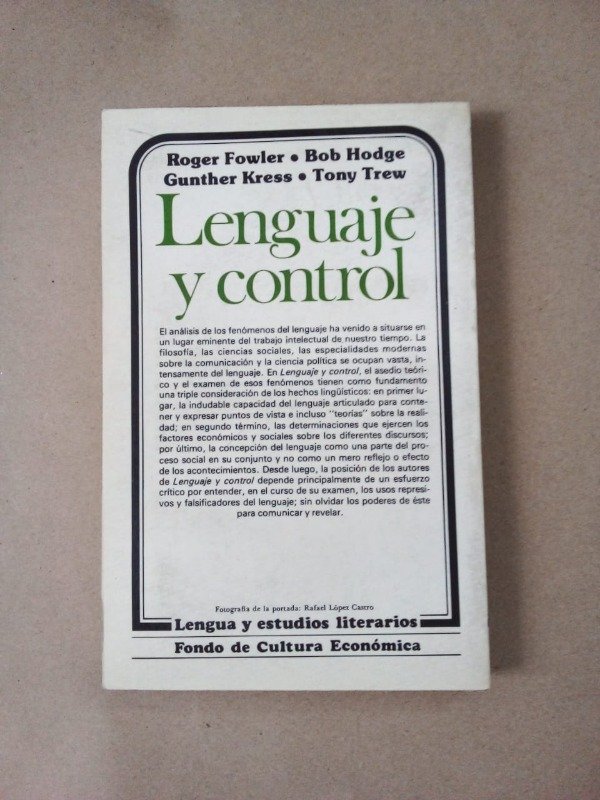 Roger Fowler • Bob Hodge
Gunther Kress • Tony Trew
Lenguaje
y control
El análisis de los fenómenos del lenguaje ha venido a situarse en
un lugar eminente del trabajo intelectual de nuestro tiempo. La
filosofía, las ciencias sociales, las especialidades modernas
sobre la comunicación y la ciencia política se ocupan vasta, in-
tensamente del lenguaje. En Lenguaje y control, el asedio teóri-
co y el examen de esos fenómenos tienen como fundamento
una triple consideración de los hechos lingüísticos: en primer lu-
gar, la indudable capacidad del lenguaje articulado para conte-
ner y expresar puntos de vista e incluso "teorías" sobre la reali-
dad; en segundo término, las determinaciones que ejercen los
factores económicos y sociales sobre los diferentes discursos;
por último, la concepción del lenguaje como una parte del pro-
ceso social en su conjunto y no como un mero reflejo o efecto
de los acontecimientos. Desde luego, la posición de los autores
de Lenguaje y control depende principalmente de un esfuerzo
crítico por entender, en el curso de su examen, los usos represi-
vos y falsificadores del lenguaje; sin olvidar los poderes de éste
para comunicar y revelar.
Fotografía de la portada: Rafael López Castro
Lengua y estudios literarios
Fondo de Cultura Económica